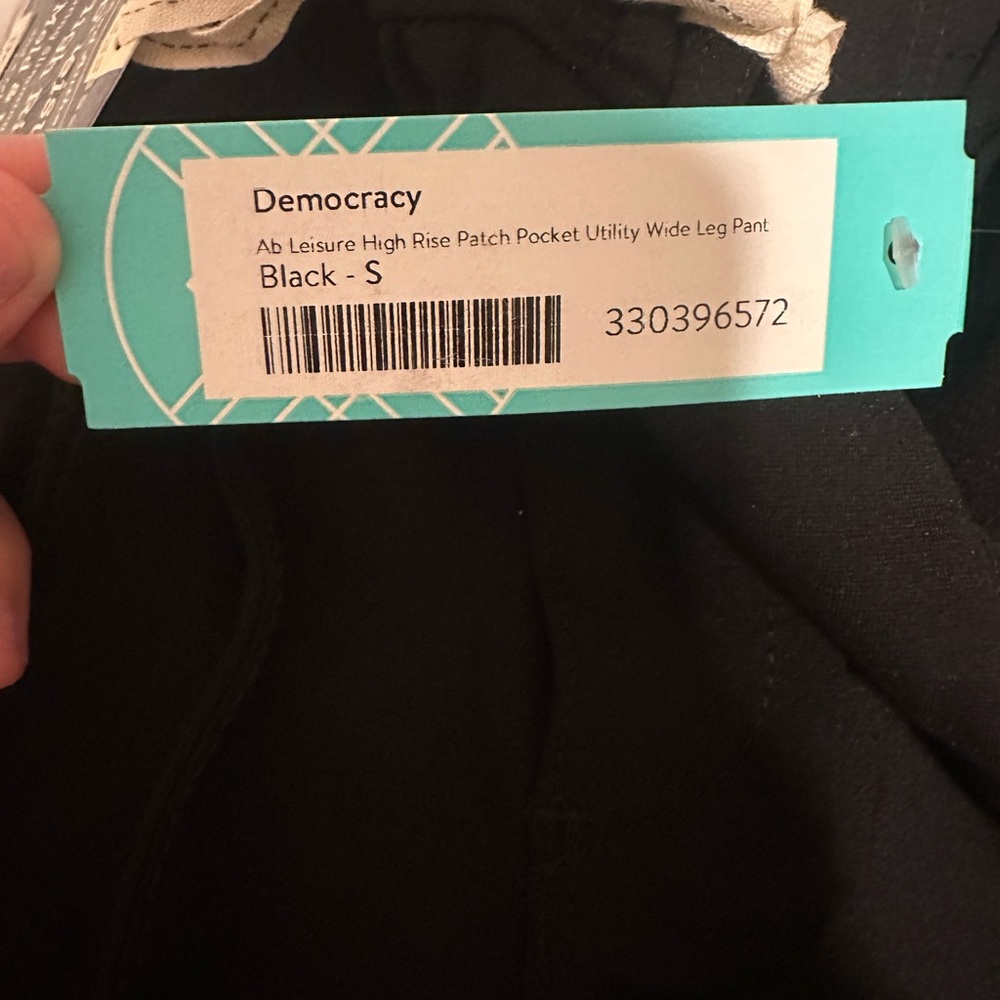 Democracy
Ab Leisure High Rise Patch Pocket Utility Wide Leg Pant
Black - S
330396572